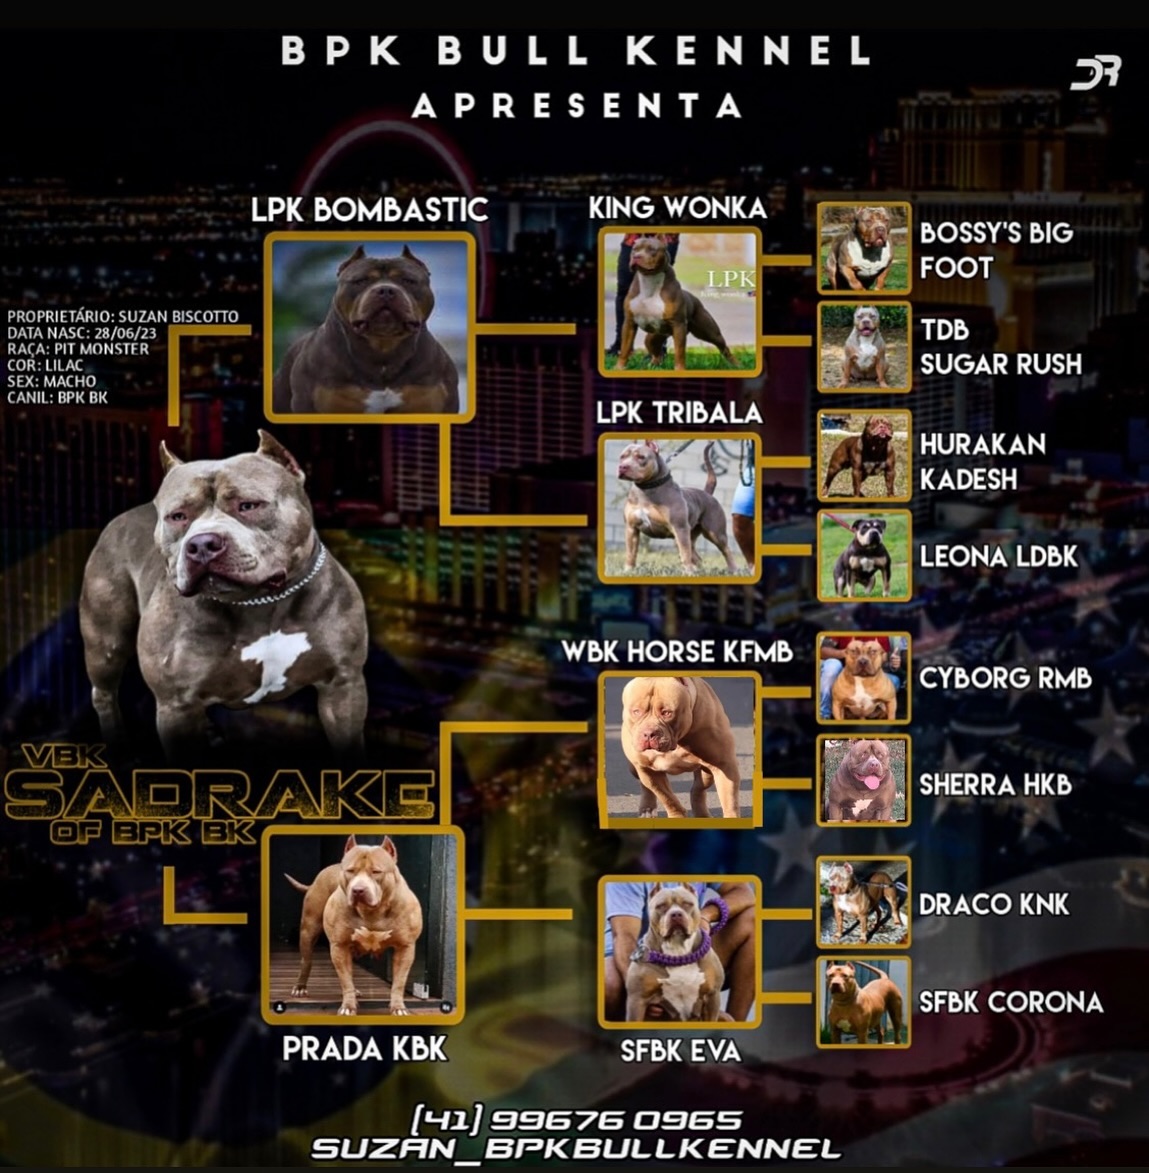 BPK BULL KENNEL
APRESENTA
DR
LPK BOMBASTIC
KING WONKA
BOSSY'S BIG
FOOT
LPK
King wonka
TDB
SUGAR RUSH
PROPRIETÁRIO: SUZAN BISCOTTO
DATA NASC: 28/06/23
RAÇA: PIT MONSTER
COR: LILAC
SEX: MACHO
CANIL: BPK BK
LPK TRIBALA
HURAKAN
KADESH
LEONA LDBK
WBK HORSE KFMB
CYBORG RMB
SHERRA HKB
VBK
SADRAKE
OF BPK BK
DRACO KNK
SFBK CORONA
PRADA KBK
SFBK EVA
(41) 99676 0965
SUZAN_BPKBULLKENNEL